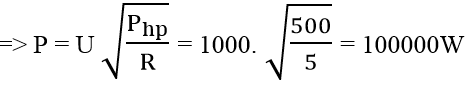 => P = U √(P_hp / R) = 1000. √(500 / 5) = 100000W